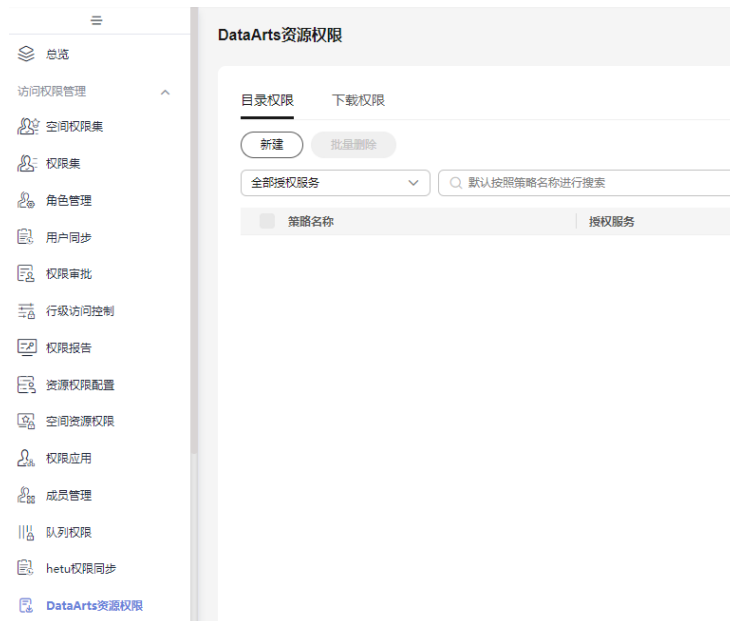 总览
访问权限管理
空间权限集
权限集
角色管理
用户同步
权限审批
行级访问控制
权限报告
资源权限配置
空间资源权限
权限应用
成员管理
队列权限
hetu权限同步
DataArts资源权限
DataArts资源权限
目录权限 下载权限
新建 批量删除
全部授权服务 默认按照策略名称进行搜索
策略名称 授权服务